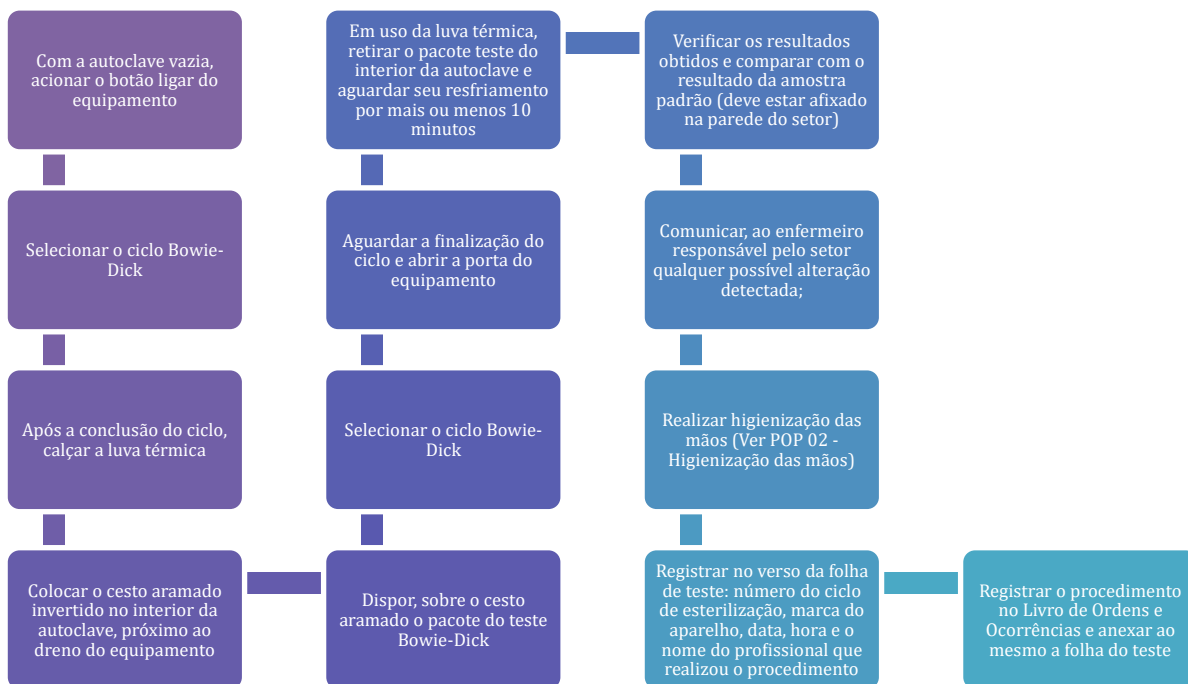 Com a autoclave vazia,
acionar o botão ligar do
equipamento
Selecionar o ciclo Bowie-
Dick
Após a conclusão do ciclo,
calçar a luva térmica
Colocar o cesto aramado
invertido no interior da
autoclave, próximo ao
dreno do equipamento
Dispor, sobre o cesto
aramado o pacote do teste
Bowie-Dick
Selecionar o ciclo Bowie-
Dick
Aguardar a finalização do
ciclo e abrir a porta do
equipamento
Em uso da luva térmica,
retirar o pacote teste do
interior da autoclave e
aguardar seu resfriamento
por mais ou menos 10
minutos
Verificar os resultados
obtidos e comparar com o
resultado da amostra
padrão (deve estar afixado
na parede do setor)
Comunicar, ao enfermeiro
responsável pelo setor
qualquer possível alteração
detectada;
Realizar higienização das
mãos (Ver POP 02 -
Higienização das mãos)
Registrar no verso da folha
de teste: número do ciclo
de esterilização, marca do
aparelho, data, hora e o
nome do profissional que
realizou o procedimento
Registrar o procedimento
no Livro de Ordens e
Ocorrências e anexar ao
mesmo a folha do teste